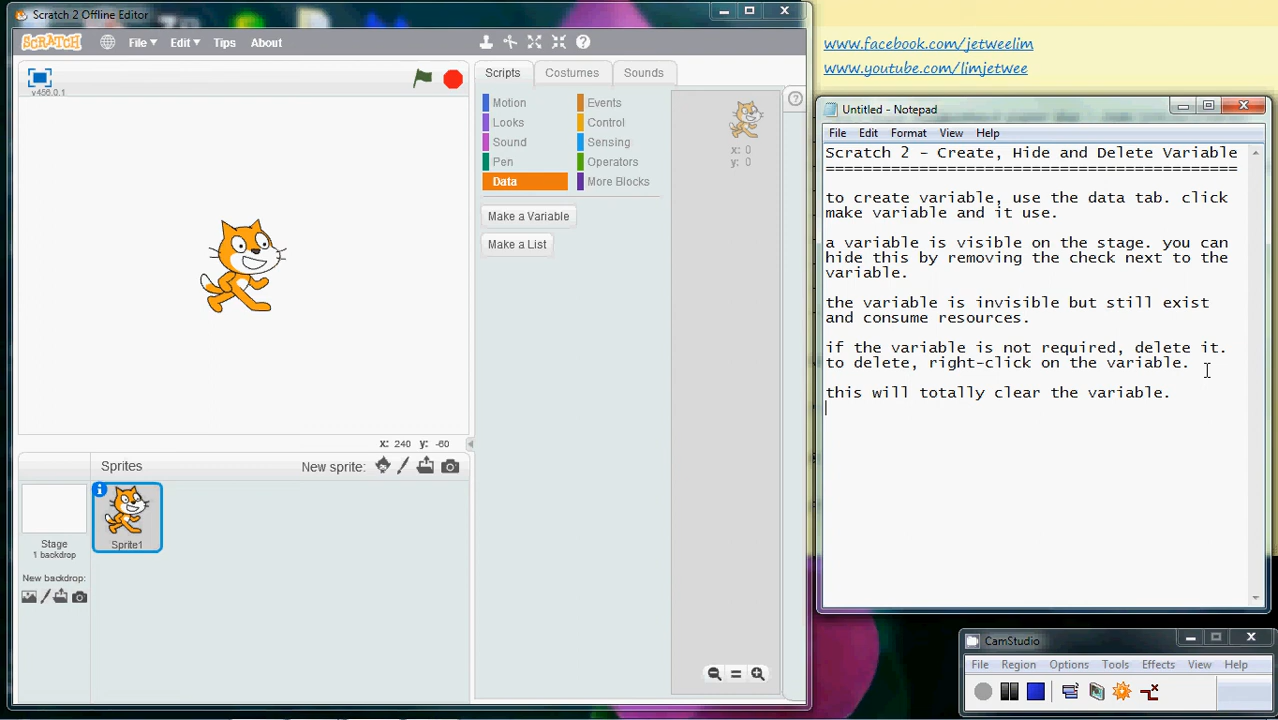 Scratch 2 Offline Editor
SCRATCH
File
Edit
Tips
About
v456.0.1
Scripts
Costumes
Sounds
Motion
Events
Looks
Control
Sound
Sensing
Pen
Operators
Data
More Blocks
Make a Variable
Make a List
x: 0
y: 0
x: 240 y: -60
Sprites
New sprite:
Stage
1 backdrop
New backdrop:
Sprite1
www.facebook.com/jetweelim
www.youtube.com/limjetwee
Untitled - Notepad
File Edit Format View Help
Scratch 2 - Create, Hide and Delete Variable
============================================
to create variable, use the data tab. click
make variable and it use.
a variable is visible on the stage. you can
hide this by removing the check next to the
variable.
the variable is invisible but still exist
and consume resources.
if the variable is not required, delete it.
to delete, right-click on the variable.
this will totally clear the variable.
CamStudio
File Region Options Tools Effects View Help